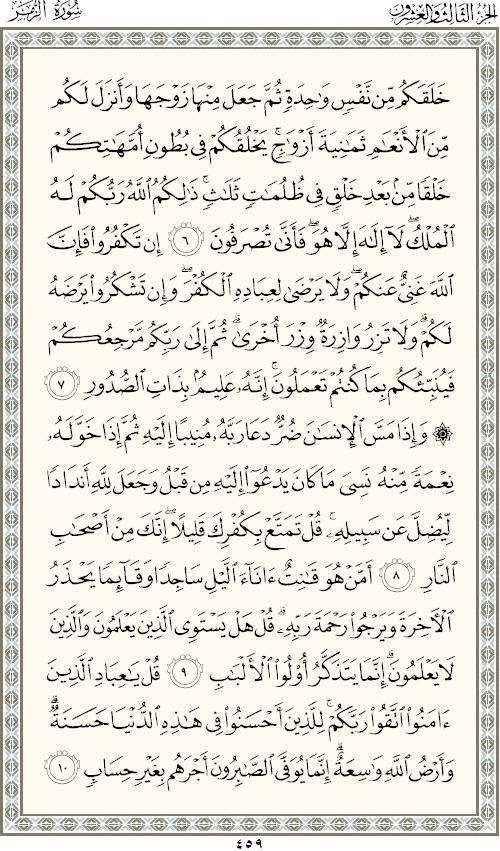 الجزء الثالث والعشرون
سورة الزمر
خَلَقَكُم مِّن نَّفْسٍ وَٰحِدَةٍ ثُمَّ جَعَلَ مِنْهَا زَوْجَهَا وَأَنزَلَ لَكُم
مِّنَ ٱلْأَنْعَٰمِ ثَمَٰنِيَةَ أَزْوَٰجٍ ۚ يَخْلُقُكُمْ فِى بُطُونِ أُمَّهَٰتِكُمْ
خَلْقًا مِّنۢ بَعْدِ خَلْقٍ فِى ظُلُمَٰتٍ ثَلَٰثٍ ۚ ذَٰلِكُمُ ٱللَّهُ رَبُّكُمْ لَهُ
ٱلْمُلْكُ ۖ لَآ إِلَٰهَ إِلَّا هُوَ ۖ فَأَنَّىٰ تُصْرَفُونَ ٦ إِن تَكْفُرُوا۟ فَإِنَّ
ٱللَّهَ غَنِىٌّ عَنكُمْ ۖ وَلَا يَرْضَىٰ لِعِبَادِهِ ٱلْكُفْرَ ۖ وَإِن تَشْكُرُوا۟ يَرْضَهُ
لَكُمْ ۗ وَلَا تَزِرُ وَازِرَةٌ وِزْرَ أُخْرَىٰ ۗ ثُمَّ إِلَىٰ رَبِّكُم مَّرْجِعُكُمْ
فَيُنَبِّئُكُم بِمَا كُنتُمْ تَعْمَلُونَ ۚ إِنَّهُۥ عَلِيمٌۢ بِذَاتِ ٱلصُّدُورِ ٧
۞ وَإِذَا مَسَّ ٱلْإِنسَٰنَ ضُرٌّ دَعَا رَبَّهُۥ مُنِيبًا إِلَيْهِ ثُمَّ إِذَا خَوَّلَهُۥ
نِعْمَةً مِّنْهُ نَسِىَ مَا كَانَ يَدْعُوٓا۟ إِلَيْهِ مِن قَبْلُ وَجَعَلَ لِلَّهِ أَندَادًا
لِّيُضِلَّ عَن سَبِيلِهِۦ ۚ قُلْ تَمَتَّعْ بِكُفْرِكَ قَلِيلًا ۖ إِنَّكَ مِنْ أَصْحَٰبِ
ٱلنَّارِ ٨ أَمَّنْ هُوَ قَٰنِتٌ ءَانَآءَ ٱلَّيْلِ سَاجِدًا وَقَآئِمًا يَحْذَرُ
ٱلْءَاخِرَةَ وَيَرْجُوا۟ رَحْمَةَ رَبِّهِۦ ۗ قُلْ هَلْ يَسْتَوِى ٱلَّذِينَ يَعْلَمُونَ وَٱلَّذِينَ
لَا يَعْلَمُونَ ۗ إِنَّمَا يَتَذَكَّرُ أُو۟لُوا۟ ٱلْأَلْبَٰبِ ٩ قُلْ يَٰعِبَادِ ٱلَّذِينَ
ءَامَنُوا۟ ٱتَّقُوا۟ رَبَّكُمْ ۚ لِلَّذِينَ أَحْسَنُوا۟ فِى هَٰذِهِ ٱلدُّنْيَا حَسَنَةٌ ۗ
وَأَرْضُ ٱللَّهِ وَٰسِعَةٌ ۗ إِنَّمَا يُوَفَّى ٱلصَّٰبِرُونَ أَجْرَهُم بِغَيْرِ حِسَابٍ ١٠
٤٥٩